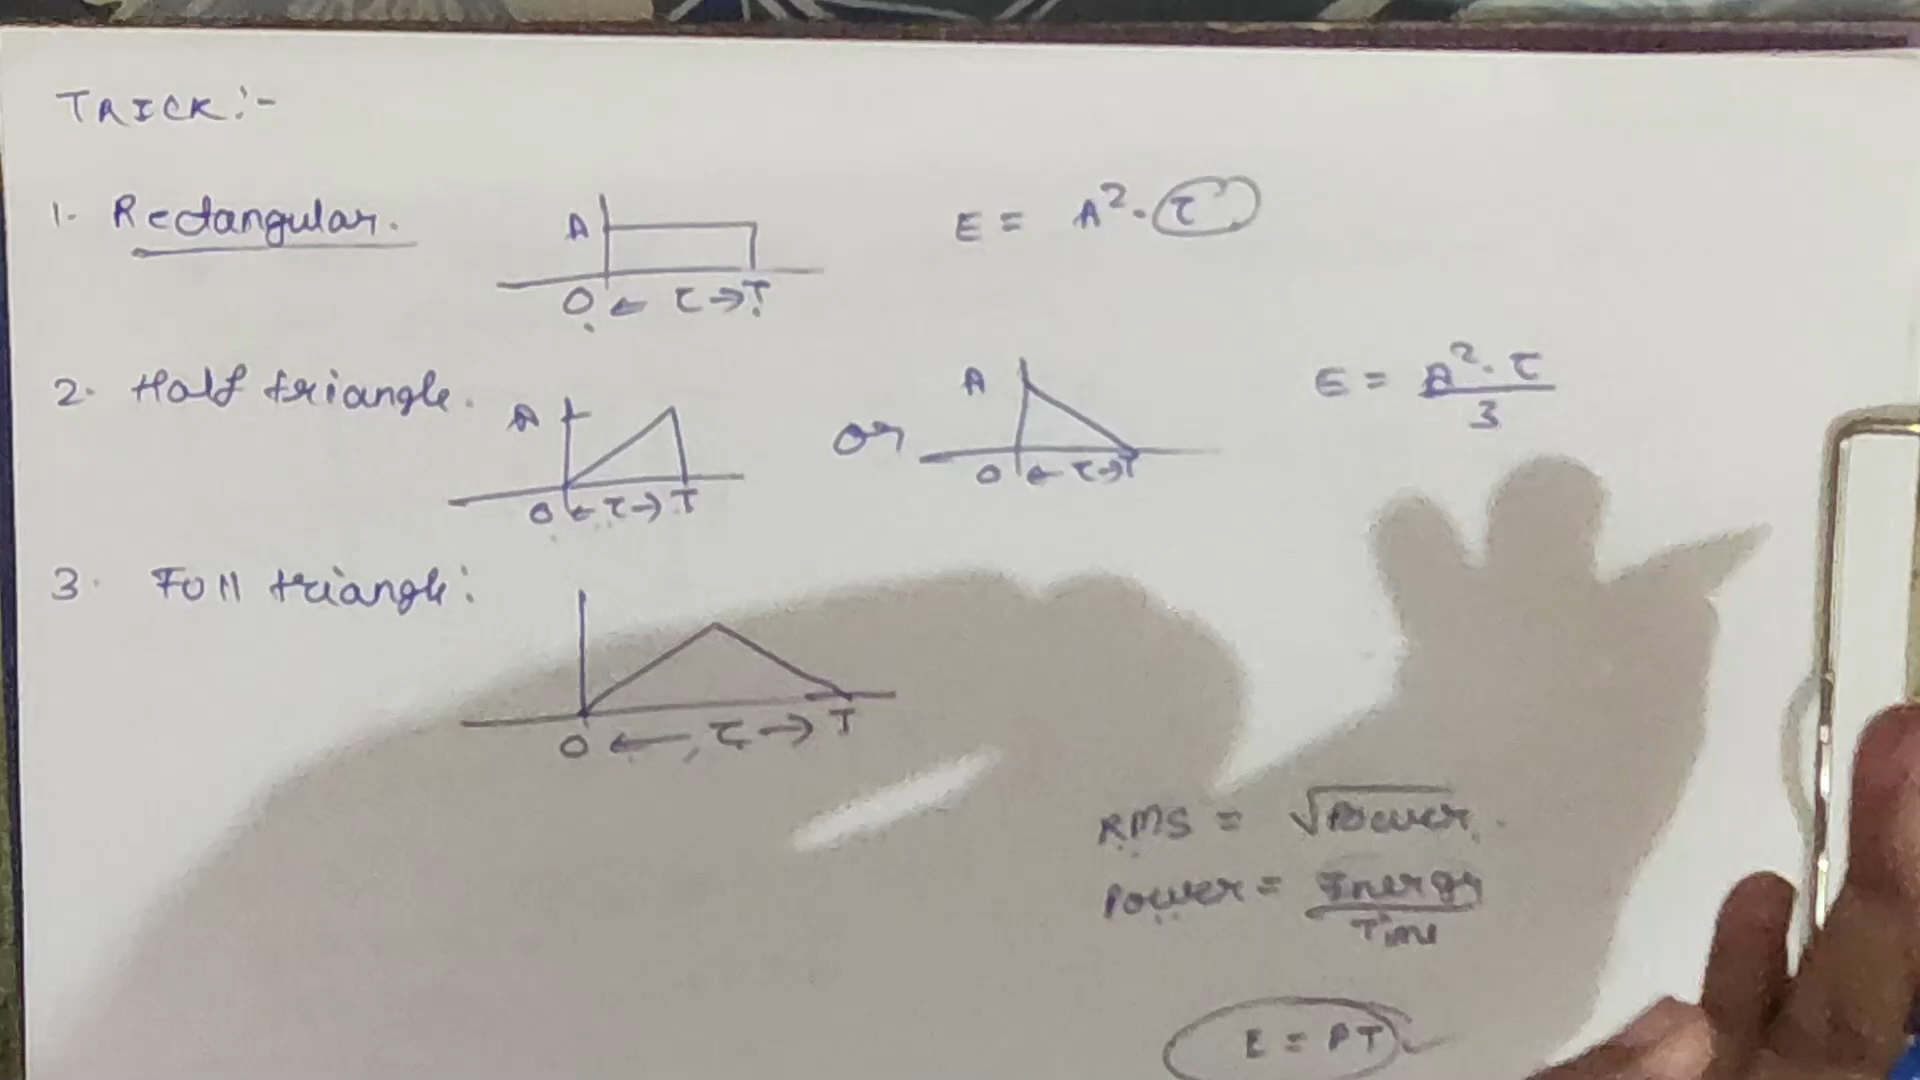 TRICK:-
1. Rectangular.
A
E = A². τ
0 ← τ → T
2. Half triangle.
A
or
A
E = A². τ / 3
0 ← τ → T
0 ← τ → T
3. Full triangle:
0 ← τ → T
RMS = √Power.
Power = Energy / Time
E = PT